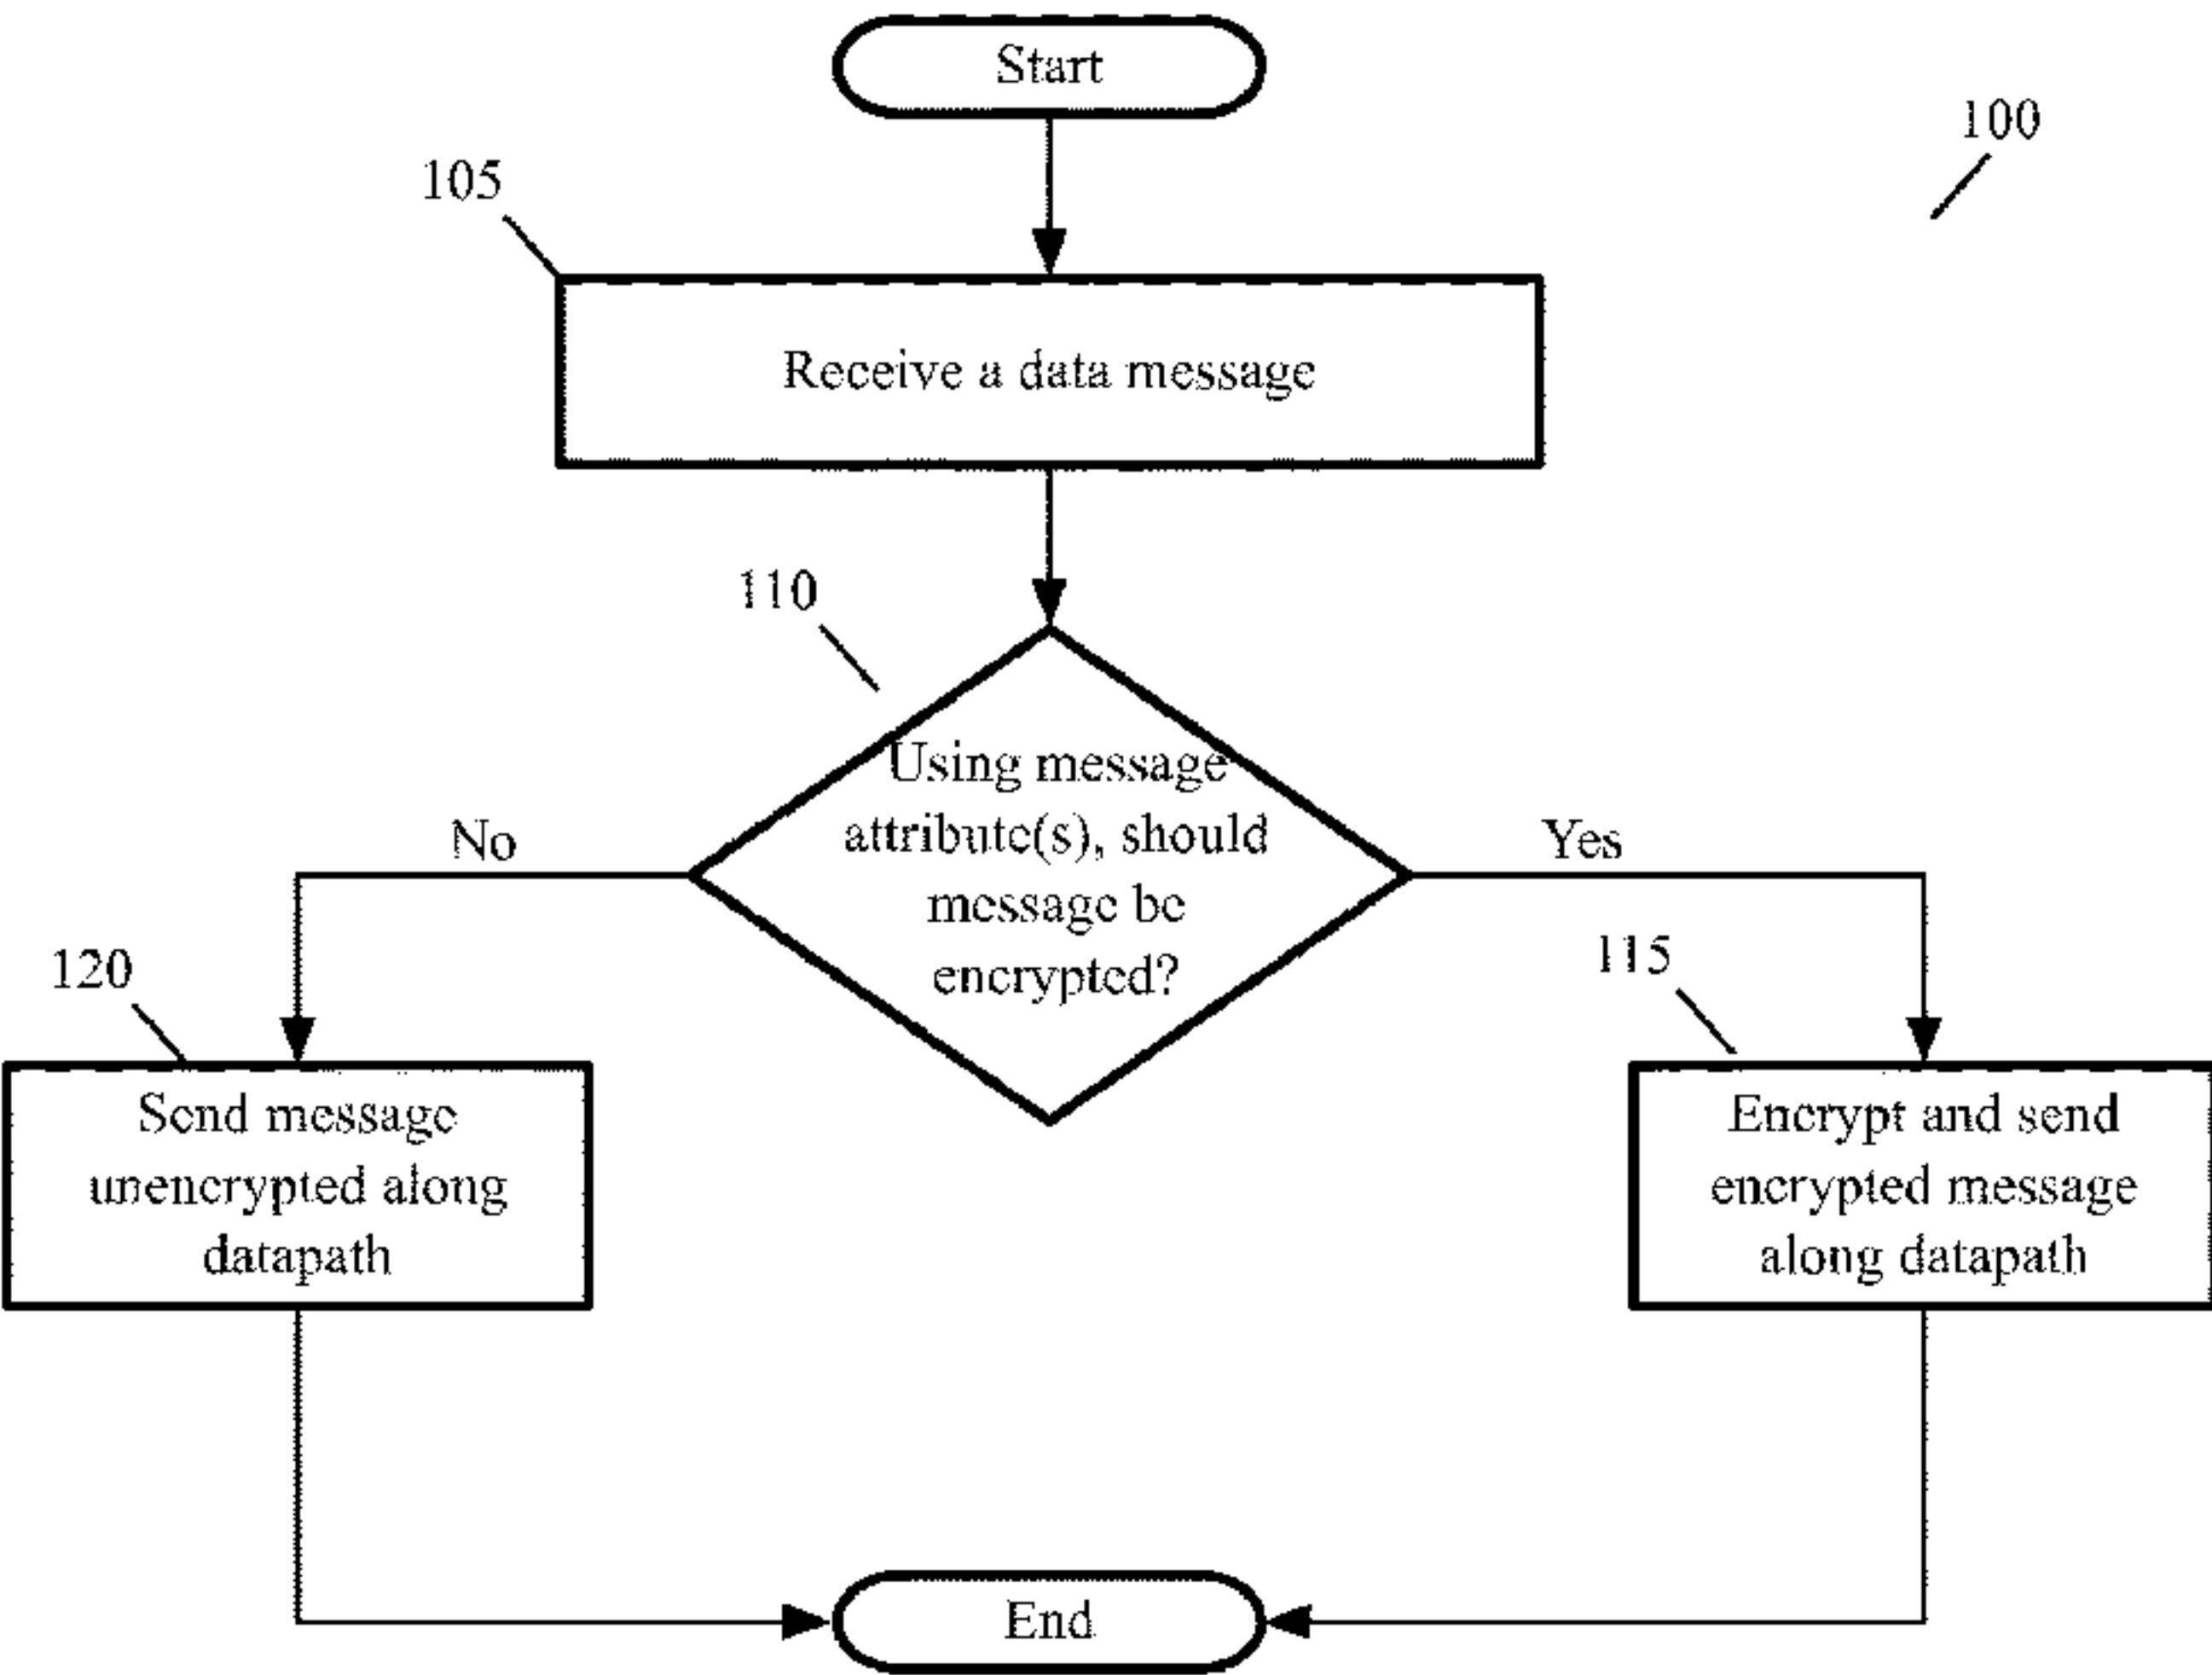 Start
100
105
Receive a data message
110
Using message
attribute(s), should
message be
encrypted?
No
Yes
120
115
Send message
unencrypted along
datapath
Encrypt and send
encrypted message
along datapath
End